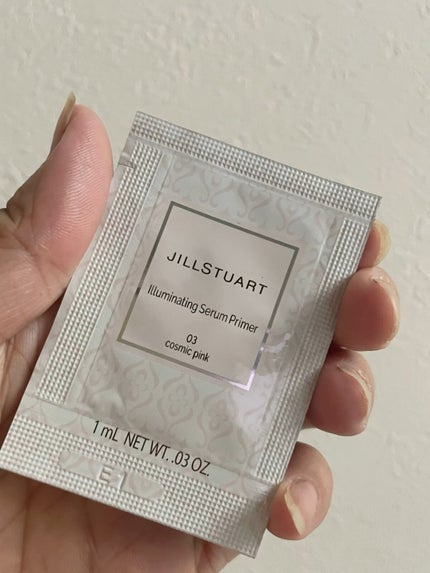 JILLSTUART
Illuminating Serum Primer
03
cosmic pink
1 mL NET WT. .03 OZ.